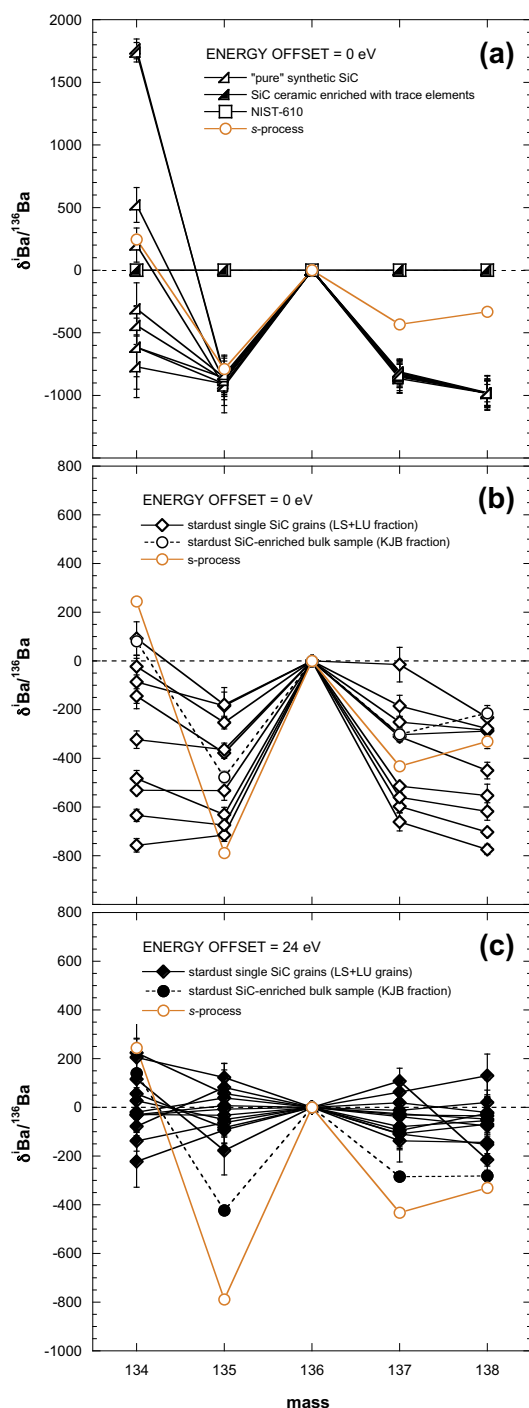 2000
(a)
ENERGY OFFSET = 0 eV
1500
"pure" synthetic SiC
SiC ceramic enriched with trace elements
1000
NIST-610
s-process
δⁱBa/¹³⁶Ba
500
0
-500
-1000
800
(b)
ENERGY OFFSET = 0 eV
600
stardust single SiC grains (LS+LU fraction)
400
stardust SiC-enriched bulk sample (KJB fraction)
s-process
200
δⁱBa/¹³⁶Ba
0
-200
-400
-600
-800
800
(c)
ENERGY OFFSET = 24 eV
600
stardust single SiC grains (LS+LU grains)
400
stardust SiC-enriched bulk sample (KJB fraction)
s-process
200
δⁱBa/¹³⁶Ba
0
-200
-400
-600
-800
-1000
134 135 136 137 138
mass